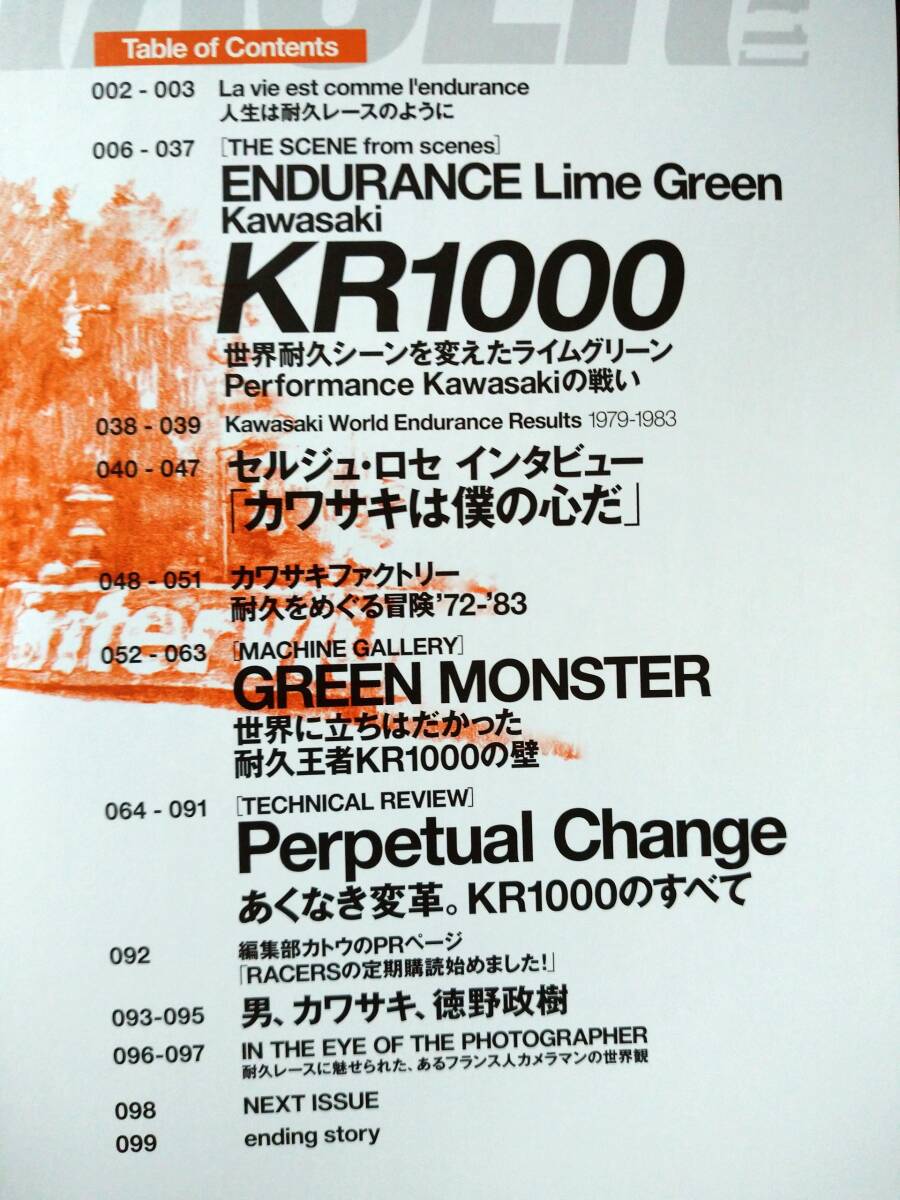 Table of Contents
002 - 003 La vie est comme l'endurance
人生は耐久レースのように
006 - 037 [THE SCENE from scenes]
ENDURANCE Lime Green
Kawasaki
KR1000
世界耐久シーンを変えたライムグリーン
Performance Kawasakiの戦い
038 - 039 Kawasaki World Endurance Results 1979-1983
040 - 047 セルジュ・ロセ インタビュー
「カワサキは僕の心だ」
048 - 051 カワサキファクトリー
耐久をめぐる冒険'72-'83
052 - 063 [MACHINE GALLERY]
GREEN MONSTER
世界に立ちはだかった
耐久王者KR1000の壁
064 - 091 [TECHNICAL REVIEW]
Perpetual Change
あくなき変革。KR1000のすべて
092 編集部カトウのPRページ
「RACERSの定期購読始めました!」
093-095 男、カワサキ、徳野政樹
096-097 IN THE EYE OF THE PHOTOGRAPHER
耐久レースに魅せられた、あるフランス人カメラマンの世界観
098 NEXT ISSUE
099 ending story